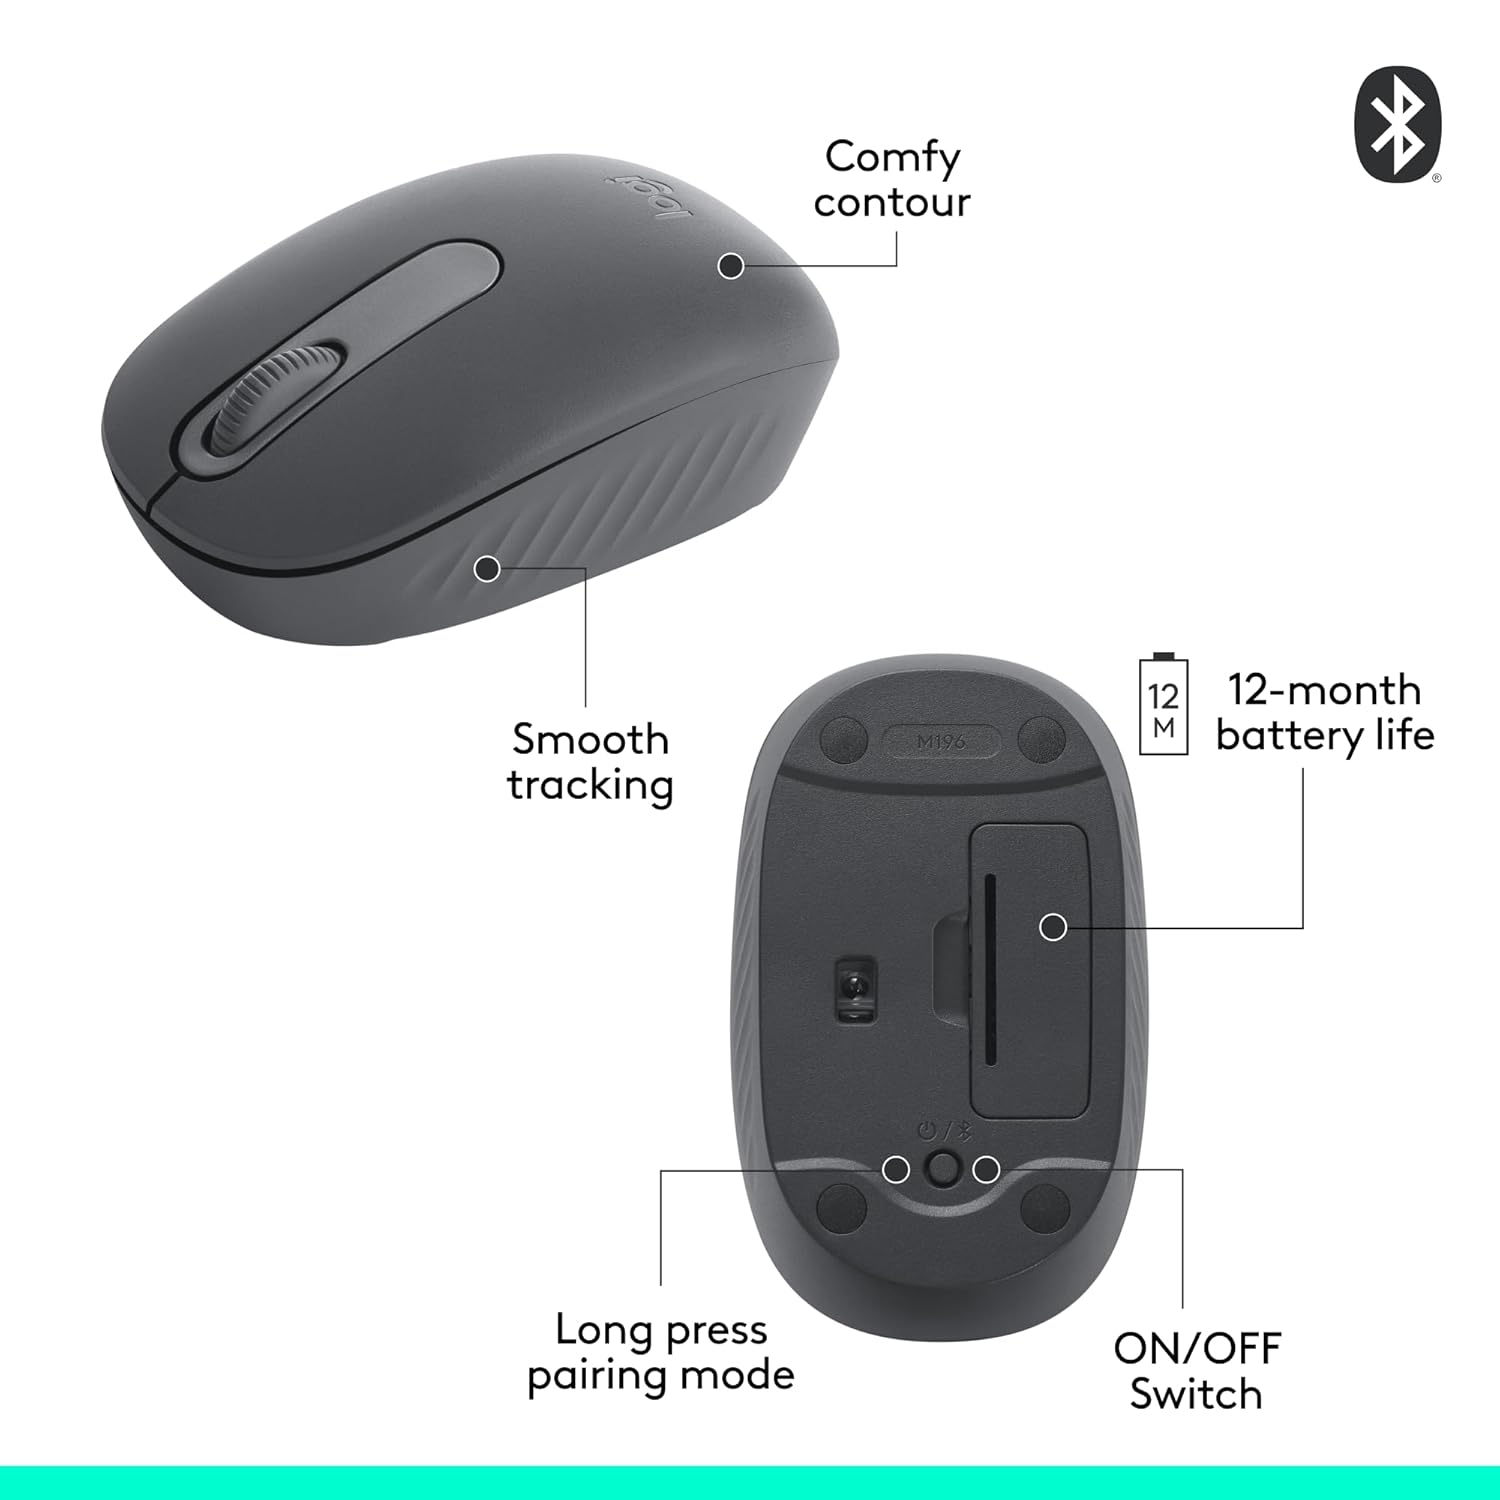 Comfy
contour
®
logi
Smooth
tracking
12
M
12-month
battery life
M196
Long press
pairing mode
ON/OFF
Switch